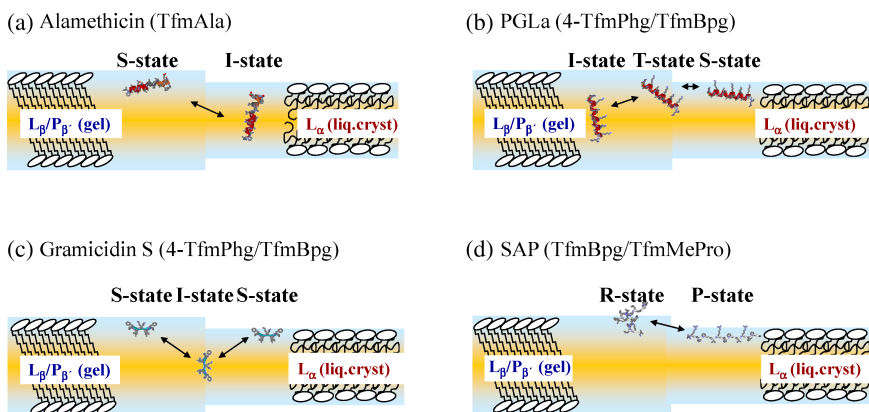 (a) Alamethicin (TfmAla)
S-state I-state
Lβ/Pβ´ (gel)
Lα (liq.cryst)
(b) PGLa (4-TfmPhg/TfmBpg)
I-state T-state S-state
Lβ/Pβ´ (gel)
Lα (liq.cryst)
(c) Gramicidin S (4-TfmPhg/TfmBpg)
S-state I-state S-state
Lβ/Pβ´ (gel)
Lα (liq.cryst)
(d) SAP (TfmBpg/TfmMePro)
R-state P-state
Lβ/Pβ´ (gel)
Lα (liq.cryst)